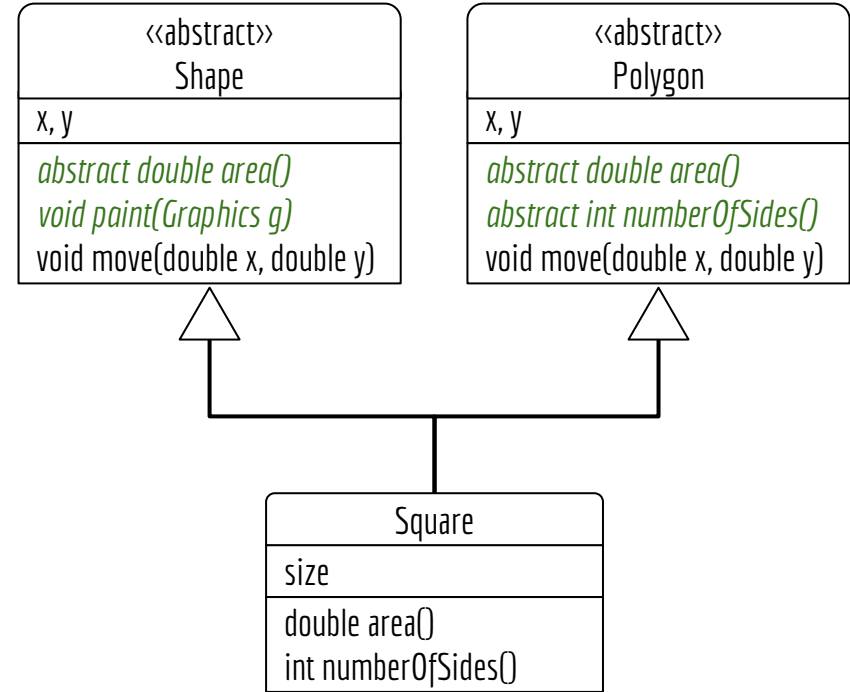 ‹‹abstract››
Shape
x, y
abstract double area()
void paint(Graphics g)
void move(double x, double y)
‹‹abstract››
Polygon
x, y
abstract double area()
abstract int numberOfSides()
void move(double x, double y)
Square
size
double area()
int numberOfSides()